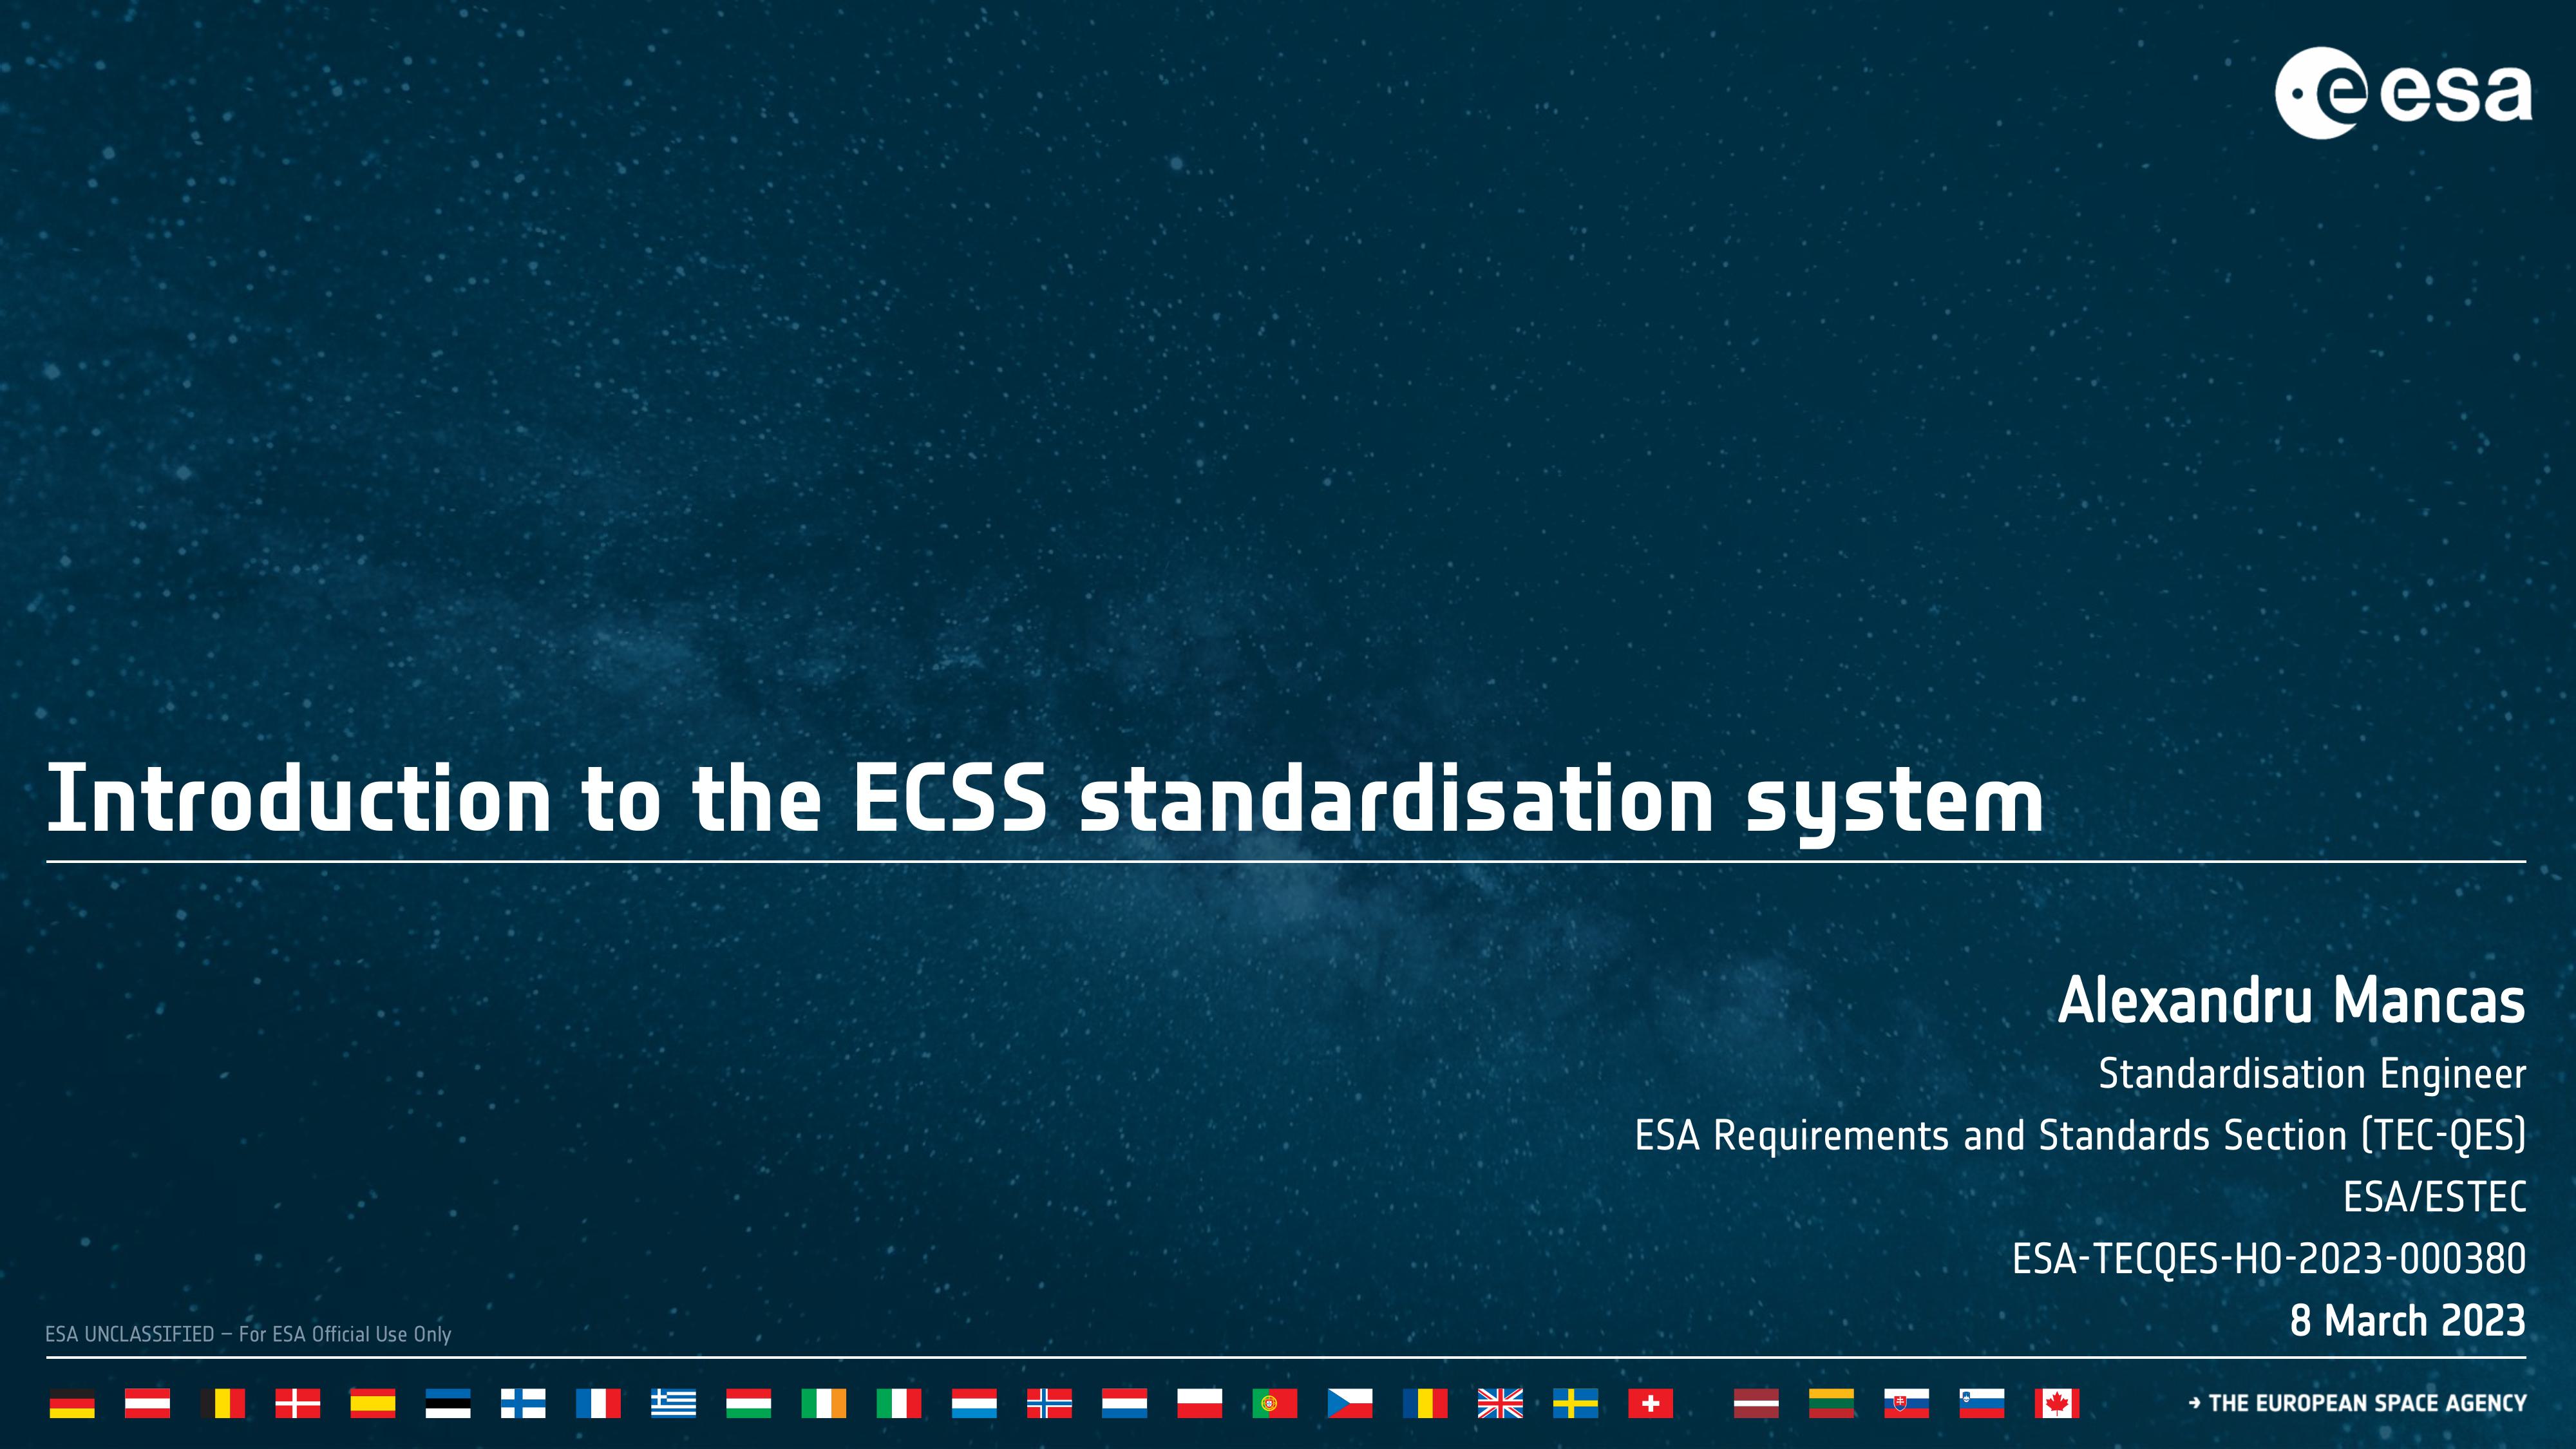 esa
Introduction to the ECSS standardisation system
Alexandru Mancas
Standardisation Engineer
ESA Requirements and Standards Section (TEC-QES)
ESA/ESTEC
ESA-TECQES-HO-2023-000380
8 March 2023
ESA UNCLASSIFIED – For ESA Official Use Only
→ THE EUROPEAN SPACE AGENCY